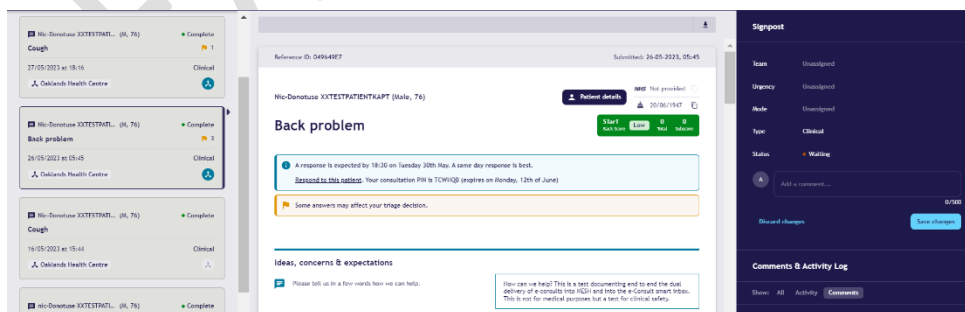 Nic-Donotuse XXTESTPATI... (M, 76)
Complete
Cough
1
27/05/2023 at 18:16
Clinical
Oaklands Health Centre
Nic-Donotuse XXTESTPATI... (M, 76)
Complete
Back problem
3
26/05/2023 at 05:45
Clinical
Oaklands Health Centre
Nic-Donotuse XXTESTPATI... (M, 76)
Complete
Cough
16/05/2023 at 15:44
Clinical
Oaklands Health Centre
nic-Donotuse XXTESTPATI... (M, 76)
Complete
Reference ID: 049649E7
Submitted: 26-05-2023, 05:45
Nic-Donotuse XXTESTPATIENTKAPT (Male, 76)
Patient details
NHS Not provided
20/06/1947
Back problem
Start
Back Score
Low
0
Total
0
Subscore
A response is expected by 18:30 on Tuesday 30th May. A same day response is best.
Respond to this patient. Your consultation PIN is TCWHQB (expires on Monday, 12th of June)
Some answers may affect your triage decision.
Ideas, concerns & expectations
Please tell us in a few words how we can help.
How can we help? This is a test documenting end to end the dual
delivery of e-consults into MESH and into the e-Consult smart inbox.
This is not for medical purposes but a test for clinical safety.
Signpost
Team
Unassigned
Urgency
Unassigned
Mode
Unassigned
Type
Clinical
Status
Waiting
A
Add a comment...
0/500
Discard changes
Save changes
Comments & Activity Log
Show: All Activity Comments